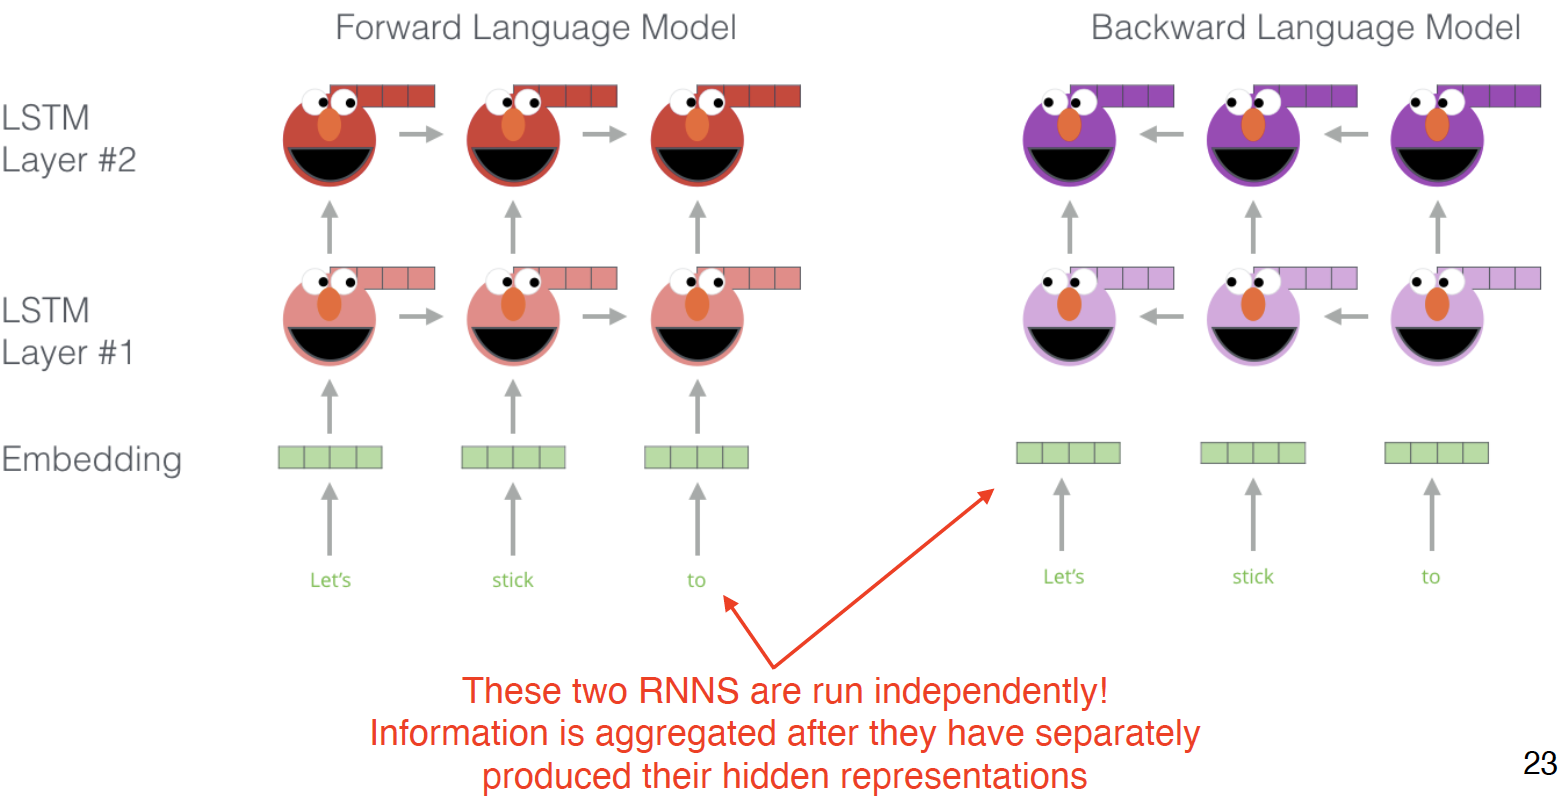 Forward Language Model
Backward Language Model
LSTM
Layer #2
LSTM
Layer #1
Embedding
Let's
stick
to
Let's
stick
to
These two RNNS are run independently!
Information is aggregated after they have separately
produced their hidden representations
23